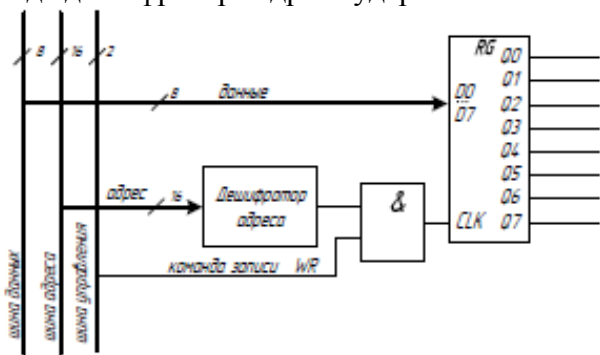 8 16 2
RG
Q0
Q1
Q2
Q3
Q4
Q5
Q6
Q7
8 данные
D0
...
D7
CLK
адрес 16
Дешифратор
адреса
&
команда записи WR
шина данных
шина адреса
шина управления